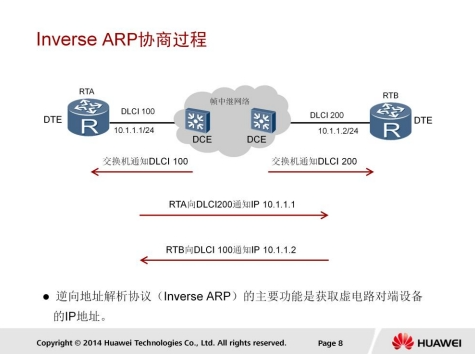 Inverse ARP协商过程
RTA
RTB
帧中继网络
DLCI 100
DLCI 200
DTE
R
R
DTE
10.1.1.1/24
10.1.1.2/24
DCE
DCE
交换机通知DLCI 100
交换机通知DLCI 200
RTA向DLCI200通知IP 10.1.1.1
RTB向DLCI 100通知IP 10.1.1.2
● 逆向地址解析协议（Inverse ARP）的主要功能是获取虚电路对端设备
的IP地址。
Copyright © 2014 Huawei Technologies Co., Ltd. All rights reserved.
Page 8
HUAWEI